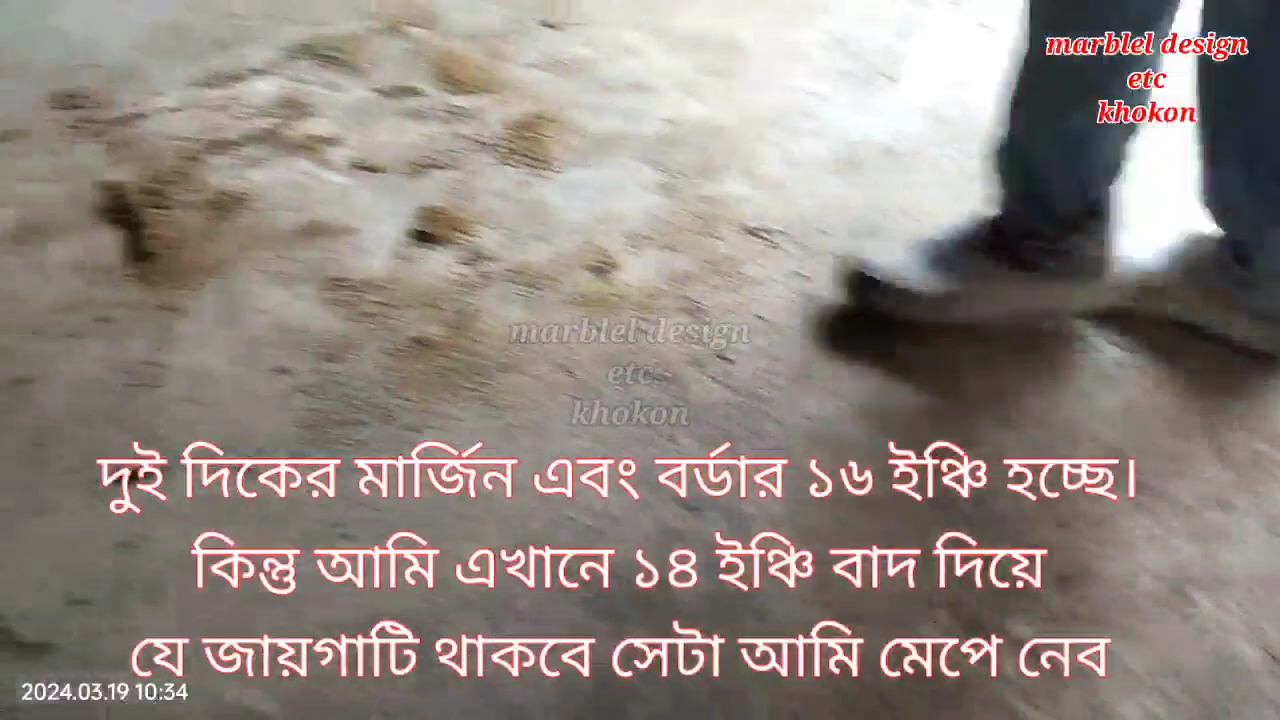 marblel design
etc
khokon
marblel design
etc
khokon
দুই দিকের মার্জিন এবং বর্ডার ১৬ ইঞ্চি হচ্ছে।
কিন্তু আমি এখানে ১৪ ইঞ্চি বাদ দিয়ে
যে জায়গাটি থাকবে সেটা আমি মেপে নেব
2024.03.19 10:34